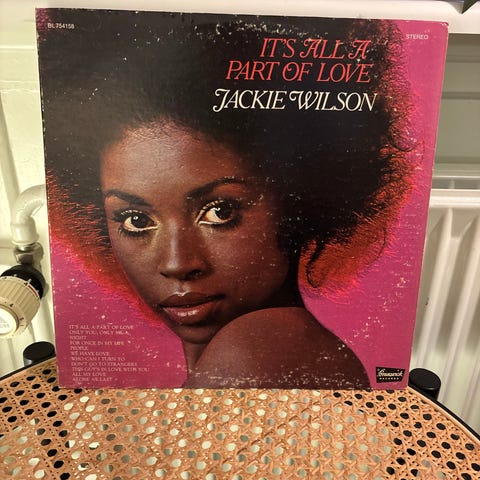 BL 754158
STEREO
IT'S ALL A
PART OF LOVE
JACKIE WILSON
IT'S ALL A PART OF LOVE
ONLY YOU, ONLY ME, A
NIGHT
FOR ONCE IN MY LIFE
PEOPLE
WE HAVE LOVE
WHO CAN I TURN TO
DON'T GO TO STRANGERS
THIS GUY'S IN LOVE WITH YOU
ALL MY LOVE
ALONE AT LAST
Brunswick
RECORDS